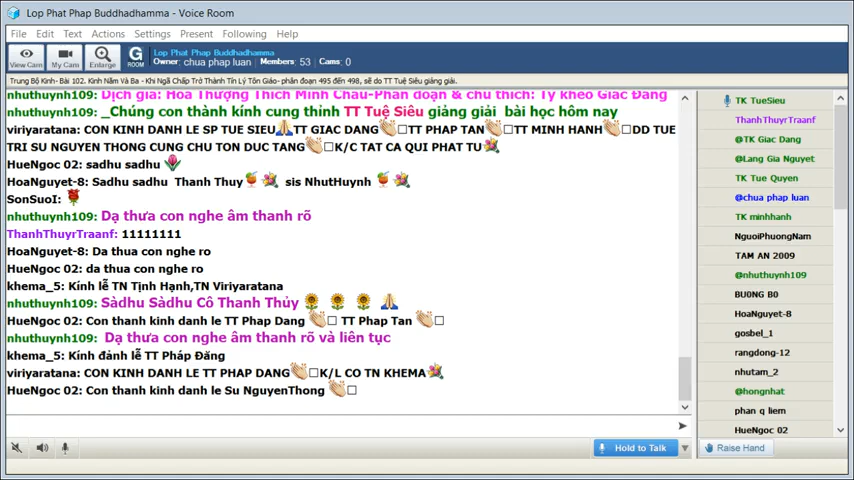 Lop Phat Phap Buddhadhamma - Voice Room
File Edit Text Actions Settings Present Following Help
View Cam My Cam Enlarge G ROOM
Lop Phat Phap Buddhadhamma
Owner: chua phap luan Members: 53 Cams: 0
Trung Bộ Kinh- Bài 102. Kinh Năm Và Ba - Khi Ngã Chấp Trở Thành Tín Lý Tôn Giáo- phân đoạn 495 đến 498, sẽ do TT Tuệ Siêu giảng giải.
nhuthuynh109: Dịch giả: Hoà Thượng Thích Minh Châu-Phân đoạn & chú thích: Tỳ kheo Giác Đẳng
nhuthuynh109: _Chúng con thành kính cung thỉnh TT Tuệ Siêu giảng giải bài học hôm nay
viriyaratana: CON KINH DANH LE SP TUE SIEU🙏TT GIAC DANG👏□TT PHAP TAN👏□TT MINH HANH👏□DD TUE
TRI SU NGUYEN THONG CUNG CHU TON DUC TANG👏□K/C TAT CA QUI PHAT TU💐
HueNgoc 02: sadhu sadhu 🌷
HoaNguyet-8: Sadhu sadhu Thanh Thuy🍹💐 sis NhutHuynh 🍹💐
SonSuoI: 🌹
nhuthuynh109: Dạ thưa con nghe âm thanh rõ
ThanhThuyrTraanf: 11111111
HoaNguyet-8: Da thua con nghe ro
HueNgoc 02: da thua con nghe ro
khema_5: Kính lễ TN Tịnh Hạnh,TN Viriyaratana
nhuthuynh109: Sàdhu Sàdhu Cô Thanh Thủy 🌻 🌻 🌻 🙏
HueNgoc 02: Con thanh kinh danh le TT Phap Dang 👏□ TT Phap Tan 👏□
nhuthuynh109: Dạ thưa con nghe âm thanh rõ và liên tục
khema_5: Kính đảnh lễ TT Pháp Đăng
viriyaratana: CON KINH DANH LE TT PHAP DANG👏□K/L CO TN KHEMA💐
HueNgoc 02: Con thanh kinh danh le Su NguyenThong 👏□
Hold to Talk
TK TueSieu
ThanhThuyrTraanf
@TK Giac Dang
@Lang Gia Nguyet
TK Tue Quyen
@chua phap luan
TK minhhanh
NguoiPhuongNam
TAM AN 2009
@nhuthuynh109
BU0NG B0
HoaNguyet-8
gosbel_1
rangdong-12
nhutam_2
@hongnhat
phan q liem
HueNgoc 02
Raise Hand